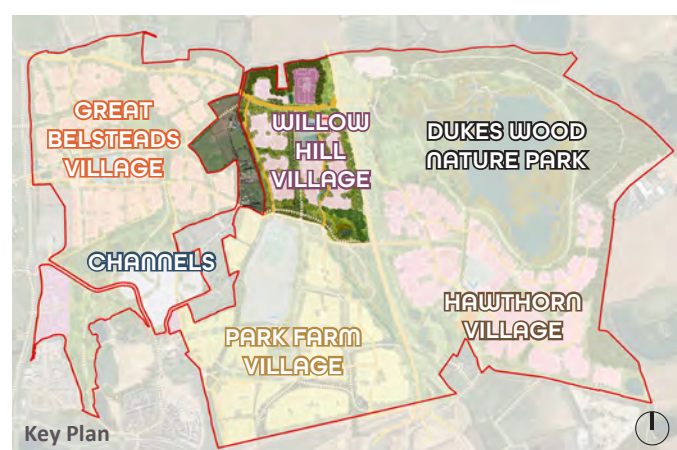 GREAT
BELSTEADS
VILLAGE
WILLOW
HILL
VILLAGE
DUKES WOOD
NATURE PARK
CHANNELS
HAWTHORN
VILLAGE
PARK FARM
VILLAGE
Key Plan